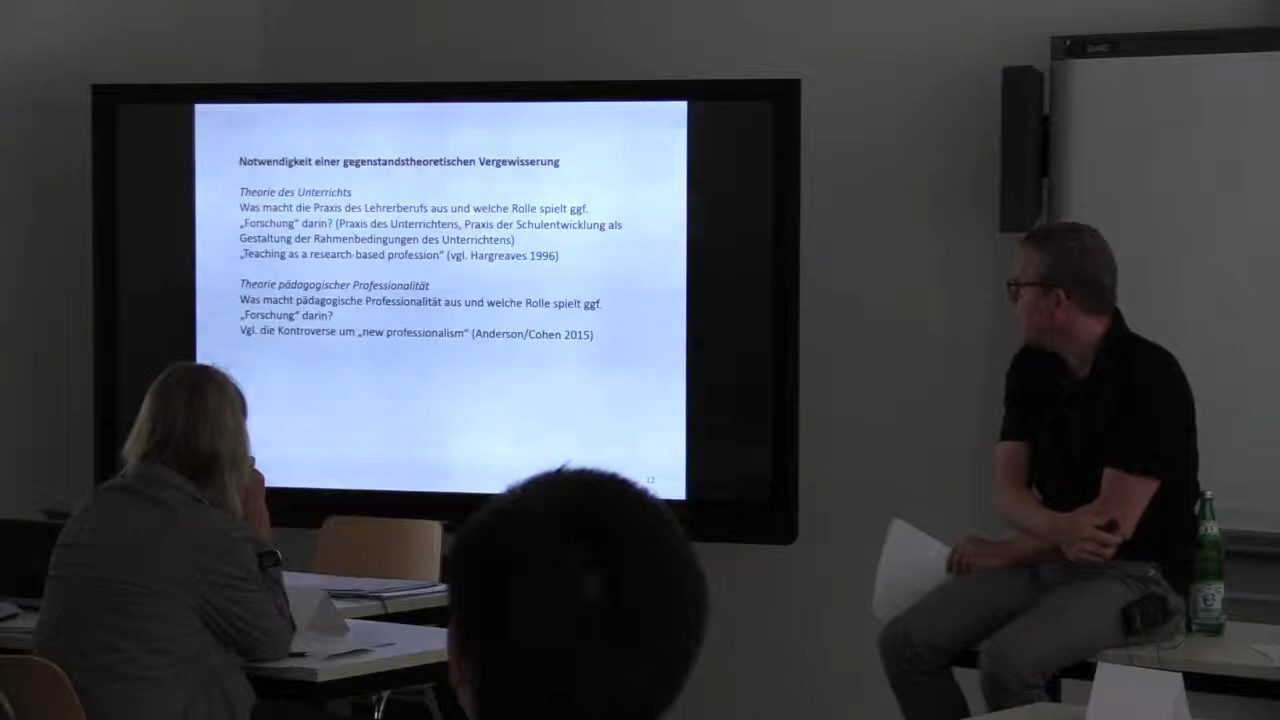 Notwendigkeit einer gegenstandstheoretischen Vergewisserung
Theorie des Unterrichts
Was macht die Praxis des Lehrerberufs aus und welche Rolle spielt ggf.
„Forschung“ darin? (Praxis des Unterrichtens, Praxis der Schulentwicklung als
Gestaltung der Rahmenbedingungen des Unterrichtens)
„Teaching as a research-based profession“ (vgl. Hargreaves 1996)
Theorie pädagogischer Professionalität
Was macht pädagogische Professionalität aus und welche Rolle spielt ggf.
„Forschung“ darin?
Vgl. die Kontroverse um „new professionalism“ (Anderson/Cohen 2015)
12